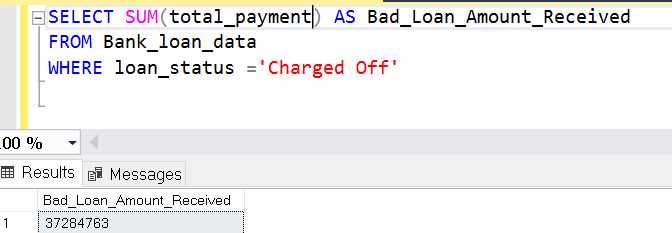 SELECT SUM(total_payment) AS Bad_Loan_Amount_Received
FROM Bank_loan_data
WHERE loan_status ='Charged Off'
.00 %
Results Messages
Bad_Loan_Amount_Received
1 37284763